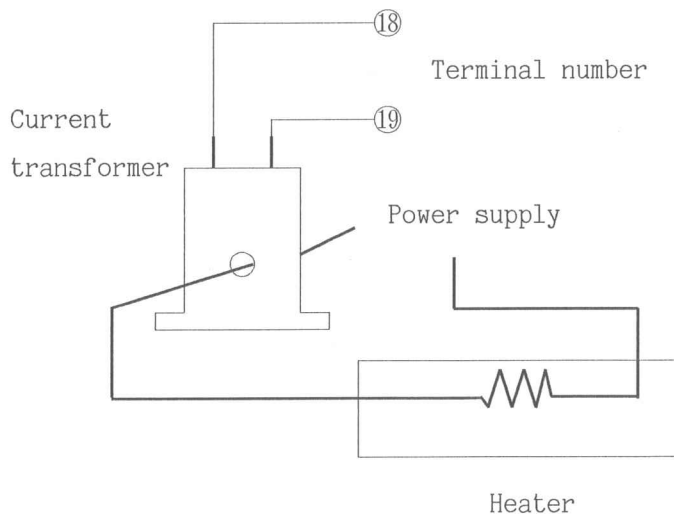 ⑱
Terminal number
⑲
Current
transformer
Power supply
Heater